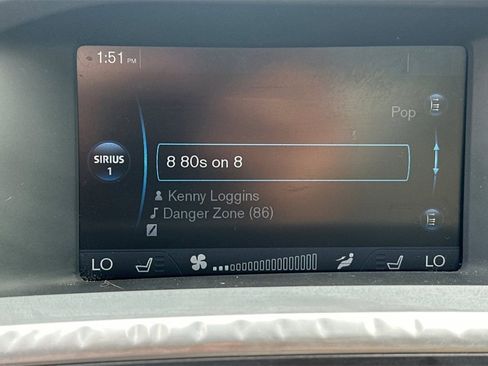 1:51 PM
Pop
SIRIUS
1
8 80s on 8
Kenny Loggins
Danger Zone (86)
LO LO